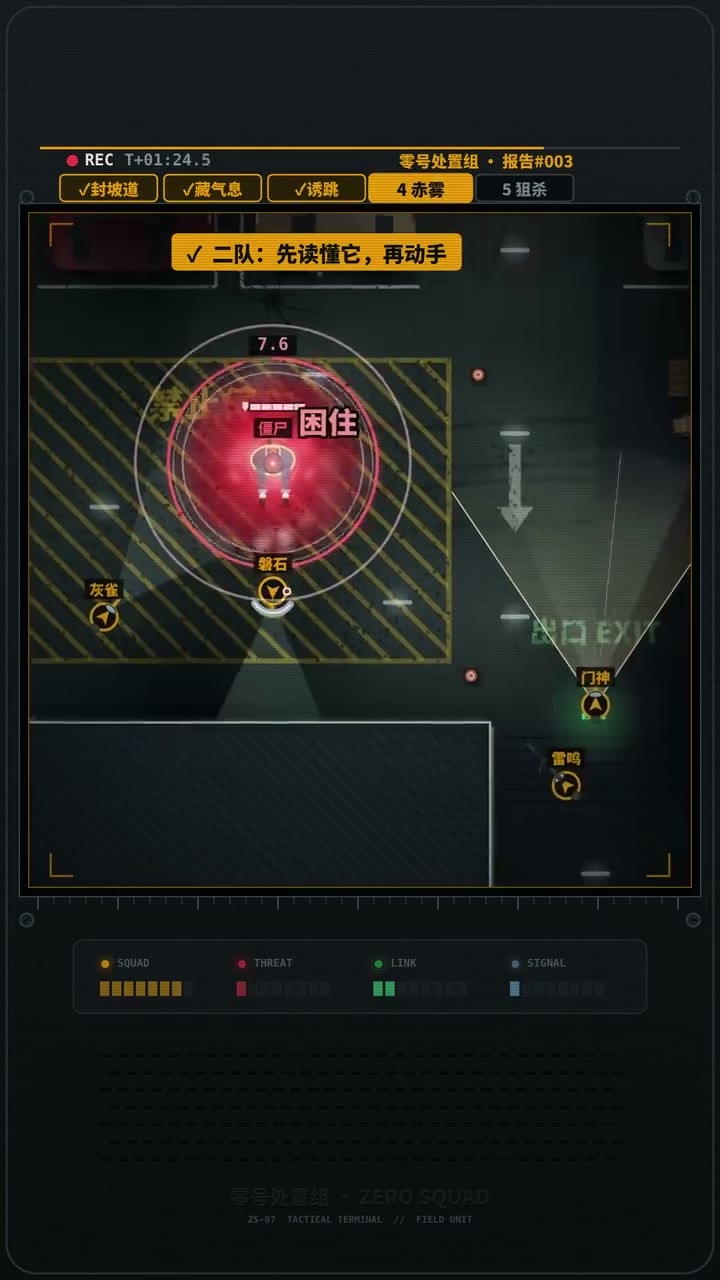 REC T+01:24.5
零号处置组 · 报告#003
✓封坡道
✓藏气息
✓诱跳
4 赤雾
5 狙杀
✓ 二队：先读懂它，再动手
7.6
禁止
僵尸
困住
磐石
灰雀
出口 EXIT
门神
雷鸣
SQUAD
THREAT
LINK
SIGNAL
零号处置组 · ZERO SQUAD
ZS-07 TACTICAL TERMINAL // FIELD UNIT